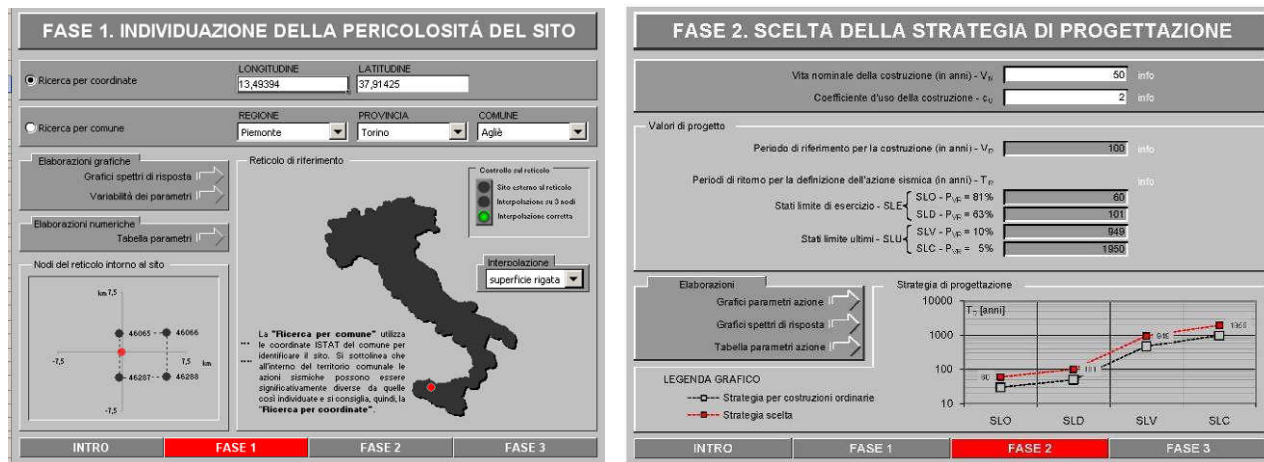 FASE 1. INDIVIDUAZIONE DELLA PERICOLOSITÁ DEL SITO
LONGITUDINE LATITUDINE
Ricerca per coordinate 13,49394 37,91425
REGIONE PROVINCIA COMUNE
Ricerca per comune Piemonte Torino Agliè
Elaborazioni grafiche
Grafici spettri di risposta
Variabilità dei parametri
Elaborazioni numeriche
Tabella parametri
Nodi del reticolo intorno al sito
km 7,5
46065 46066
-7,5 7,5 km
46287 46288
-7,5
Reticolo di riferimento
Controllo sul reticolo
Sito esterno al reticolo
Interpolazione su 3 nodi
Interpolazione corretta
Interpolazione
superficie rigata
La "Ricerca per comune" utilizza
le coordinate ISTAT del comune per
identificare il sito. Si sottolinea che
all'interno del territorio comunale le
azioni sismiche possono essere
significativamente diverse da quelle
così individuate e si consiglia, quindi, la
"Ricerca per coordinate".
INTRO FASE 1 FASE 2 FASE 3
FASE 2. SCELTA DELLA STRATEGIA DI PROGETTAZIONE
Vita nominale della costruzione (in anni) - VN 50 info
Coefficiente d'uso della costruzione - cU 2 info
Valori di progetto
Periodo di riferimento per la costruzione (in anni) - VR 100 info
Periodi di ritorno per la definizione dell'azione sismica (in anni) - TR info
Stati limite di esercizio - SLE
SLO - PVR = 81% 60
SLD - PVR = 63% 101
Stati limite ultimi - SLU
SLV - PVR = 10% 949
SLC - PVR = 5% 1950
Elaborazioni
Grafici parametri azione
Grafici spettri di risposta
Tabella parametri azione
LEGENDA GRAFICO
Strategia per costruzioni ordinarie
Strategia scelta
Strategia di progettazione
TR [anni]
10000
1000
100
10
60
101
SLO SLD SLV SLC
INTRO FASE 1 FASE 2 FASE 3